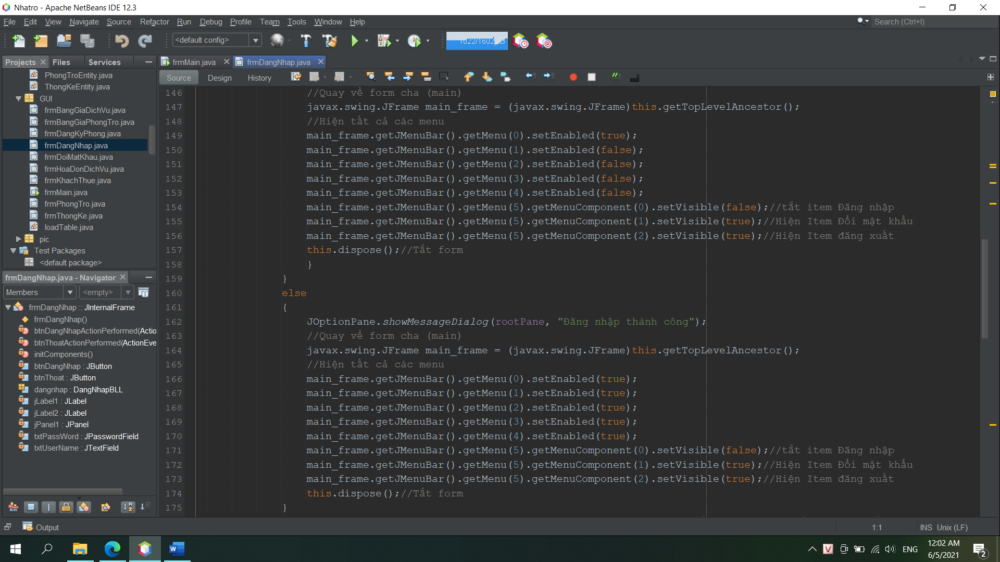 Nhatro - Apache NetBeans IDE 12.3
File Edit View Navigate Source Refactor Run Debug Profile Team Tools Window Help
Search (Ctrl+I)
<default config>
Projects Files Services
frmMain.java frmDangNhap.java
Source Design History
PhongTroEntity.java
ThongKeEntity.java
GUI
frmBangGiaDichVu.java
frmBangGiaPhongTro.java
frmDangKyPhong.java
frmDangNhap.java
frmDoiMatKhau.java
frmHoaDonDichVu.java
frmKhachThue.java
frmMain.java
frmPhongTro.java
frmThongKe.java
loadTable.java
pic
Test Packages
<default package>
frmDangNhap.java - Navigator
Members <empty>
frmDangNhap :: JInternalFrame
frmDangNhap()
btnDangNhapActionPerformed(Actio
btnThoatActionPerformed(ActionEve
initComponents()
btnDangNhap : JButton
btnThoat : JButton
dangnhap : DangNhapBLL
jLabel1 : JLabel
jLabel2 : JLabel
jPanel1 : JPanel
txtPassWord : JPasswordField
txtUserName : JTextField
146 //Quay về form cha (main)
147 javax.swing.JFrame main_frame = (javax.swing.JFrame)this.getTopLevelAncestor();
148 //Hiện tất cả các menu
149 main_frame.getJMenuBar().getMenu(0).setEnabled(true);
150 main_frame.getJMenuBar().getMenu(1).setEnabled(false);
151 main_frame.getJMenuBar().getMenu(2).setEnabled(false);
152 main_frame.getJMenuBar().getMenu(3).setEnabled(false);
153 main_frame.getJMenuBar().getMenu(4).setEnabled(false);
154 main_frame.getJMenuBar().getMenu(5).getMenuComponent(0).setVisible(false);//tắt item Đăng nhập
155 main_frame.getJMenuBar().getMenu(5).getMenuComponent(1).setVisible(true);//Hiện Item Đổi mật khẩu
156 main_frame.getJMenuBar().getMenu(5).getMenuComponent(2).setVisible(true);//Hiện Item đăng xuất
157 this.dispose();//Tắt form
158 }
159 }
160 else
161 {
162 JOptionPane.showMessageDialog(rootPane, "Đăng nhập thành công");
163 //Quay về form cha (main)
164 javax.swing.JFrame main_frame = (javax.swing.JFrame)this.getTopLevelAncestor();
165 //Hiện tất cả các menu
166 main_frame.getJMenuBar().getMenu(0).setEnabled(true);
167 main_frame.getJMenuBar().getMenu(1).setEnabled(true);
168 main_frame.getJMenuBar().getMenu(2).setEnabled(true);
169 main_frame.getJMenuBar().getMenu(3).setEnabled(true);
170 main_frame.getJMenuBar().getMenu(4).setEnabled(true);
171 main_frame.getJMenuBar().getMenu(5).getMenuComponent(0).setVisible(false);//tắt item Đăng nhập
172 main_frame.getJMenuBar().getMenu(5).getMenuComponent(1).setVisible(true);//Hiện Item Đổi mật khẩu
173 main_frame.getJMenuBar().getMenu(5).getMenuComponent(2).setVisible(true);//Hiện Item đăng xuất
174 this.dispose();//Tắt form
175 }
Output
1:1 INS Unix (LF)
ENG
12:02 AM
6/5/2021
2